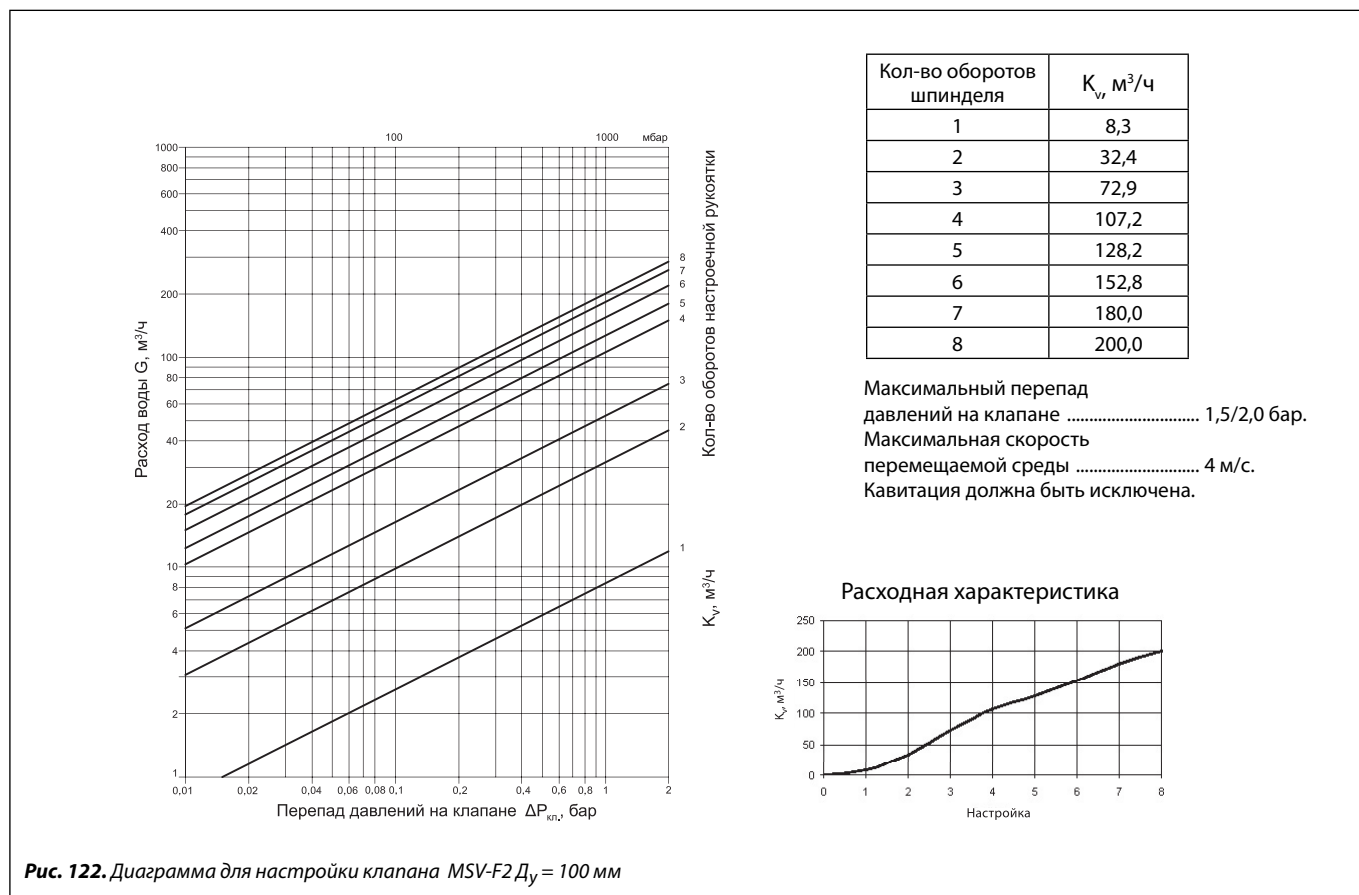 100
1000
мбар
1000
800
600
400
200
100
80
60
40
20
10
8
6
4
2
1
0,01
0,02
0,04
0,06
0,08
0,1
0,2
0,4
0,6
0,8
1
2
Расход воды G, м³/ч
Перепад давлений на клапане ΔPкл., бар
8
7
6
5
4
3
2
1
Кол-во оборотов настроечной рукоятки
Kv, м³/ч
Кол-во оборотов
шпинделя
Kv, м³/ч
1 8,3
2 32,4
3 72,9
4 107,2
5 128,2
6 152,8
7 180,0
8 200,0
Максимальный перепад
давлений на клапане .............................. 1,5/2,0 бар.
Максимальная скорость
перемещаемой среды ............................ 4 м/с.
Кавитация должна быть исключена.
Расходная характеристика
250
200
150
100
50
0
Kv, м³/ч
0 1 2 3 4 5 6 7 8
Настройка
Рис. 122. Диаграмма для настройки клапана MSV-F2 Ду = 100 мм